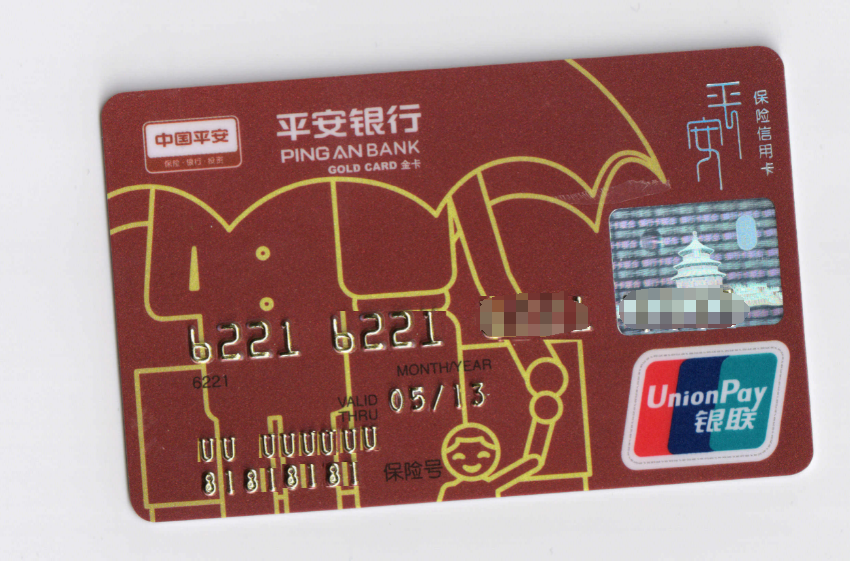 中国平安
保险·银行·投资
平安银行
PING AN BANK
GOLD CARD 金卡
平安
保险信用卡
6221 6221
6221
MONTH/YEAR
VALID
THRU
05/13
UU UUUUUU
81818181
保险号
UnionPay
银联